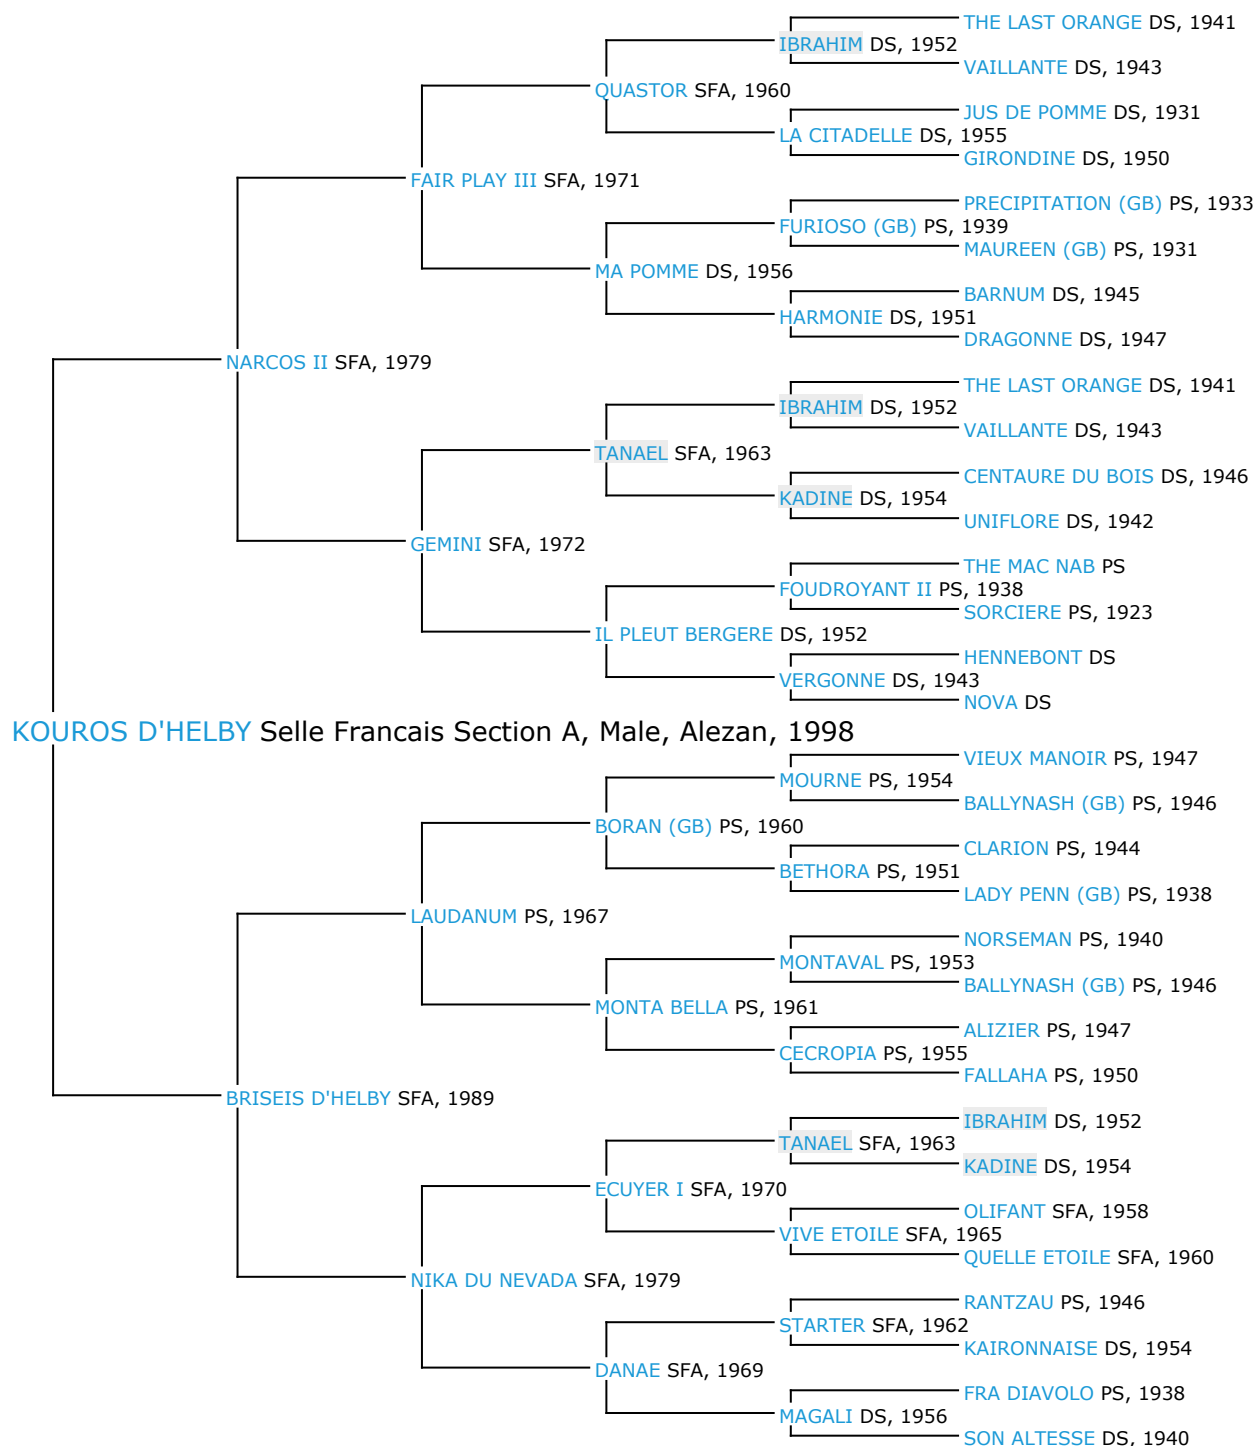 THE LAST ORANGE DS, 1941
IBRAHIM DS, 1952
VAILLANTE DS, 1943
QUASTOR SFA, 1960
JUS DE POMME DS, 1931
LA CITADELLE DS, 1955
GIRONDINE DS, 1950
FAIR PLAY III SFA, 1971
PRECIPITATION (GB) PS, 1933
FURIOSO (GB) PS, 1939
MAUREEN (GB) PS, 1931
MA POMME DS, 1956
BARNUM DS, 1945
HARMONIE DS, 1951
DRAGONNE DS, 1947
NARCOS II SFA, 1979
THE LAST ORANGE DS, 1941
IBRAHIM DS, 1952
VAILLANTE DS, 1943
TANAEL SFA, 1963
CENTAURE DU BOIS DS, 1946
KADINE DS, 1954
UNIFLORE DS, 1942
GEMINI SFA, 1972
THE MAC NAB PS
FOUDROYANT II PS, 1938
SORCIERE PS, 1923
IL PLEUT BERGERE DS, 1952
HENNEBONT DS
VERGONNE DS, 1943
NOVA DS
KOUROS D'HELBY Selle Francais Section A, Male, Alezan, 1998
VIEUX MANOIR PS, 1947
MOURNE PS, 1954
BALLYNASH (GB) PS, 1946
BORAN (GB) PS, 1960
CLARION PS, 1944
BETHORA PS, 1951
LADY PENN (GB) PS, 1938
LAUDANUM PS, 1967
NORSEMAN PS, 1940
MONTAVAL PS, 1953
BALLYNASH (GB) PS, 1946
MONTA BELLA PS, 1961
ALIZIER PS, 1947
CECROPIA PS, 1955
FALLAHA PS, 1950
BRISEIS D'HELBY SFA, 1989
IBRAHIM DS, 1952
TANAEL SFA, 1963
KADINE DS, 1954
ECUYER I SFA, 1970
OLIFANT SFA, 1958
VIVE ETOILE SFA, 1965
QUELLE ETOILE SFA, 1960
NIKA DU NEVADA SFA, 1979
RANTZAU PS, 1946
STARTER SFA, 1962
KAIRONNAISE DS, 1954
DANAE SFA, 1969
FRA DIAVOLO PS, 1938
MAGALI DS, 1956
SON ALTESSE DS, 1940